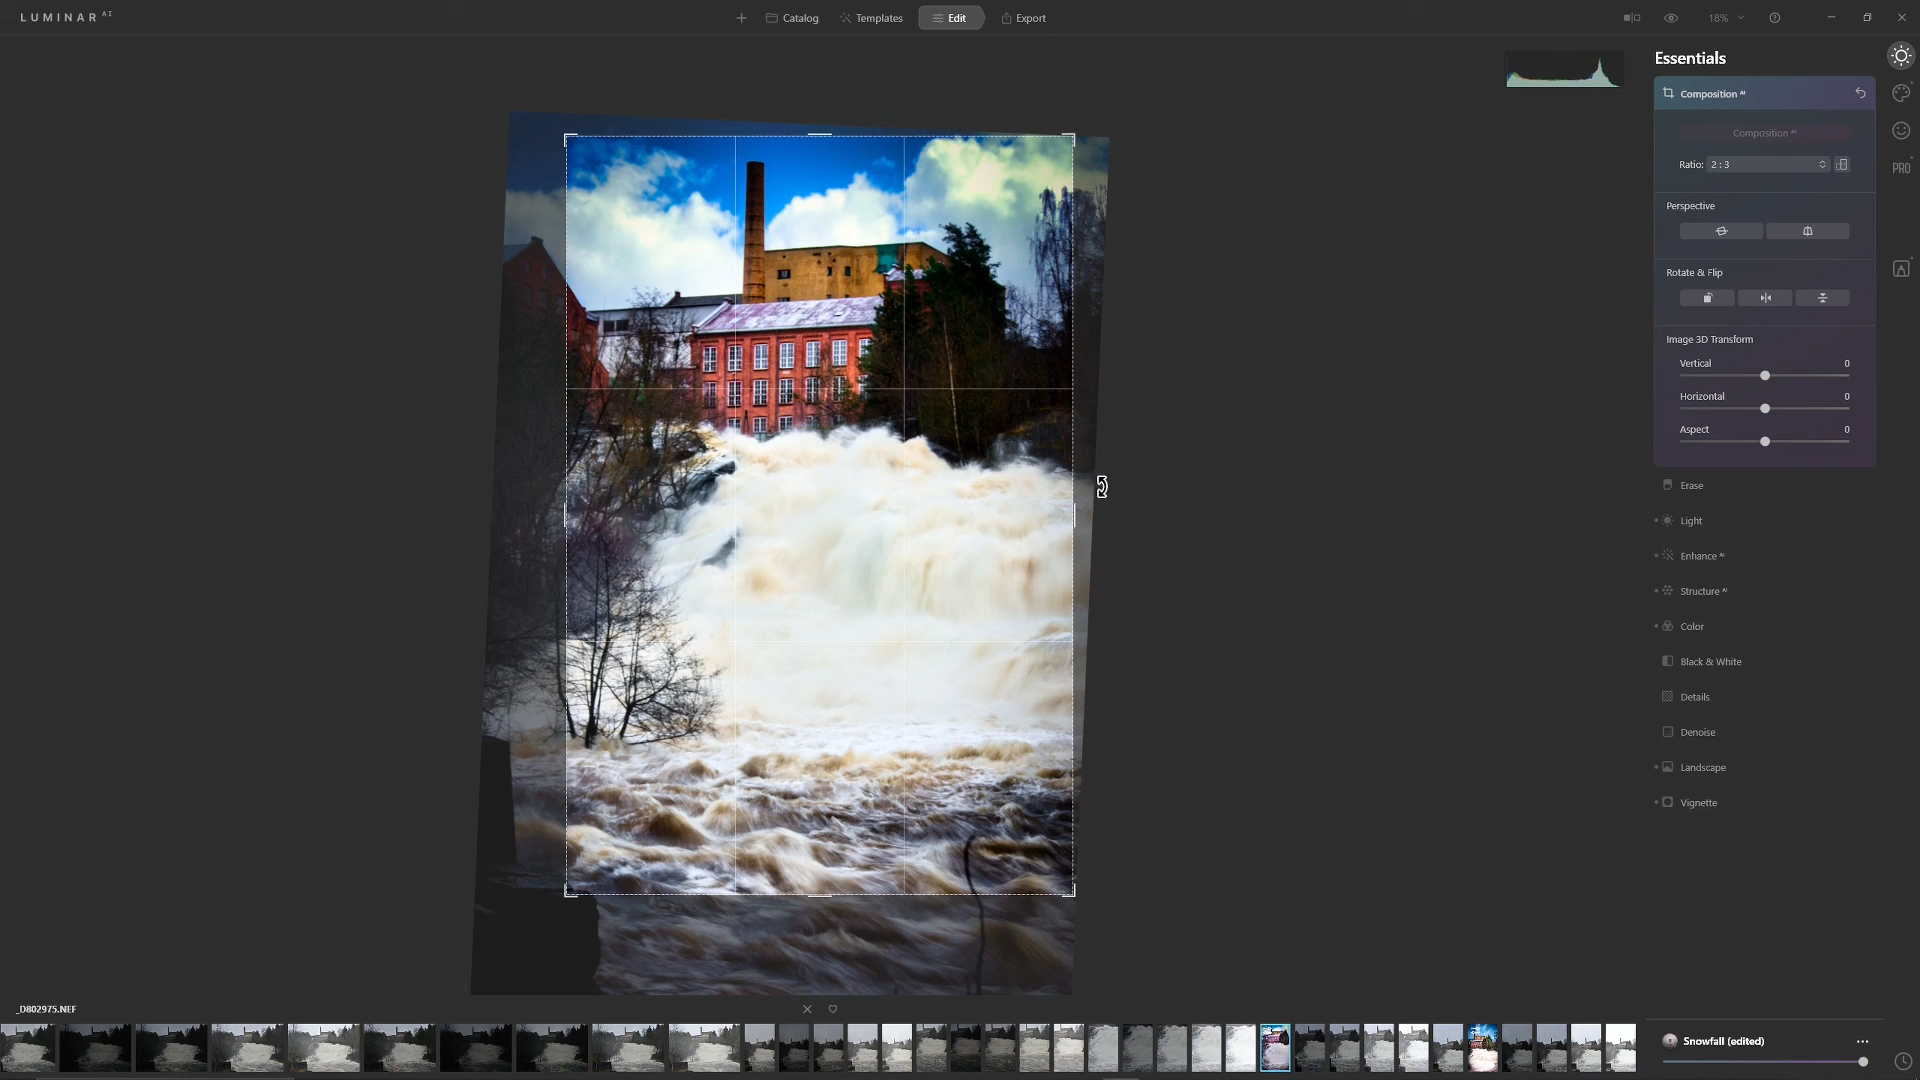 LUMINAR AI
Catalog
Templates
Edit
Export
18%
Essentials
Composition AI
Composition AI
Ratio: 2 : 3
Perspective
Rotate & Flip
Image 3D Transform
Vertical 0
Horizontal 0
Aspect 0
PRO
Erase
Light
Enhance AI
Structure AI
Color
Black & White
Details
Denoise
Landscape
Vignette
_D802975.NEF
Snowfall (edited)